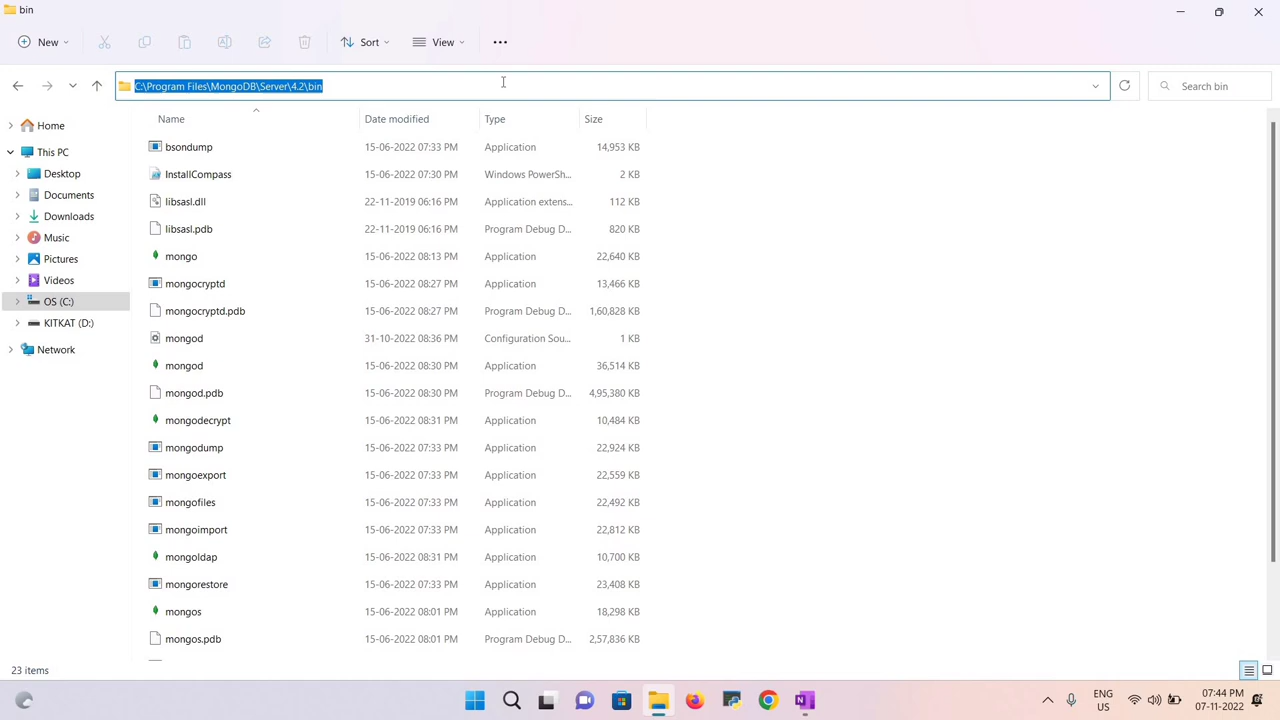 bin
New Sort View
C:\Program Files\MongoDB\Server\4.2\bin Search bin
Name Date modified Type Size
Home
This PC
Desktop
Documents
Downloads
Music
Pictures
Videos
OS (C:)
KITKAT (D:)
Network
bsondump 15-06-2022 07:33 PM Application 14,953 KB
InstallCompass 15-06-2022 07:30 PM Windows PowerSh... 2 KB
libsasl.dll 22-11-2019 06:16 PM Application extens... 112 KB
libsasl.pdb 22-11-2019 06:16 PM Program Debug D... 820 KB
mongo 15-06-2022 08:13 PM Application 22,640 KB
mongocryptd 15-06-2022 08:27 PM Application 13,466 KB
mongocryptd.pdb 15-06-2022 08:27 PM Program Debug D... 1,60,828 KB
mongod 31-10-2022 08:36 PM Configuration Sou... 1 KB
mongod 15-06-2022 08:30 PM Application 36,514 KB
mongod.pdb 15-06-2022 08:30 PM Program Debug D... 4,95,380 KB
mongodecrypt 15-06-2022 08:31 PM Application 10,484 KB
mongodump 15-06-2022 07:33 PM Application 22,924 KB
mongoexport 15-06-2022 07:33 PM Application 22,559 KB
mongofiles 15-06-2022 07:33 PM Application 22,492 KB
mongoimport 15-06-2022 07:33 PM Application 22,812 KB
mongoldap 15-06-2022 08:31 PM Application 10,700 KB
mongorestore 15-06-2022 07:33 PM Application 23,408 KB
mongos 15-06-2022 08:01 PM Application 18,298 KB
mongos.pdb 15-06-2022 08:01 PM Program Debug D... 2,57,836 KB
23 items
ENG 07:44 PM
US 07-11-2022